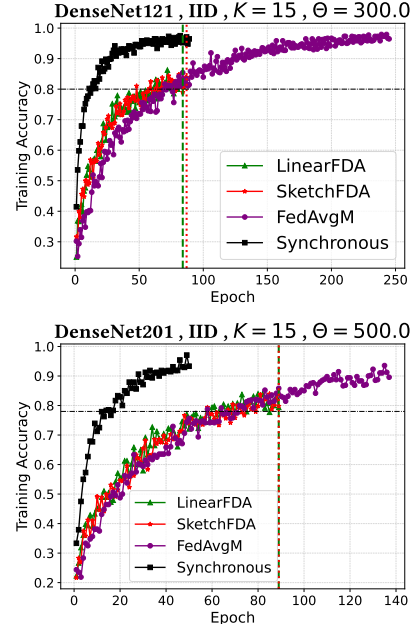 DenseNet121 , IID , K = 15 , Θ = 300.0
1.0
0.9
0.8
0.7
0.6
0.5
0.4
0.3
Training Accuracy
LinearFDA
SketchFDA
FedAvgM
Synchronous
0 50 100 150 200 250
Epoch
DenseNet201 , IID , K = 15 , Θ = 500.0
1.0
0.9
0.8
0.7
0.6
0.5
0.4
0.3
0.2
Training Accuracy
LinearFDA
SketchFDA
FedAvgM
Synchronous
0 20 40 60 80 100 120 140
Epoch